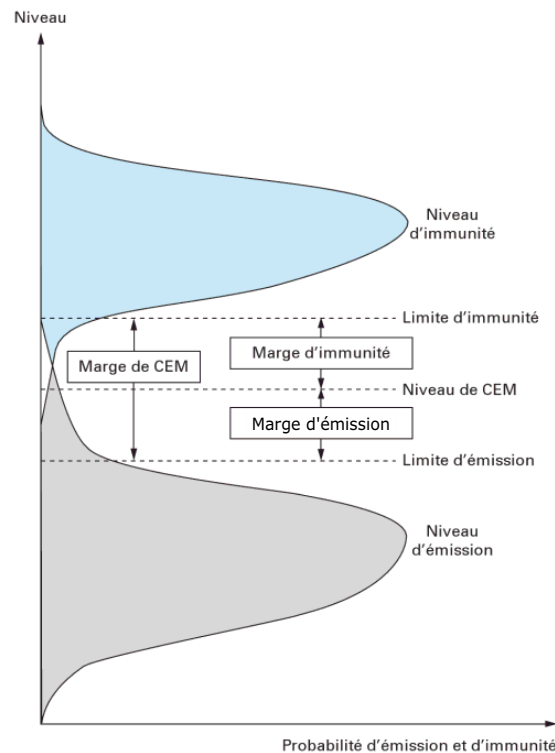 Niveau
Niveau
d'immunité
Limite d'immunité
Marge de CEM
Marge d'immunité
Niveau de CEM
Marge d'émission
Limite d'émission
Niveau
d'émission
Probabilité d'émission et d'immunité